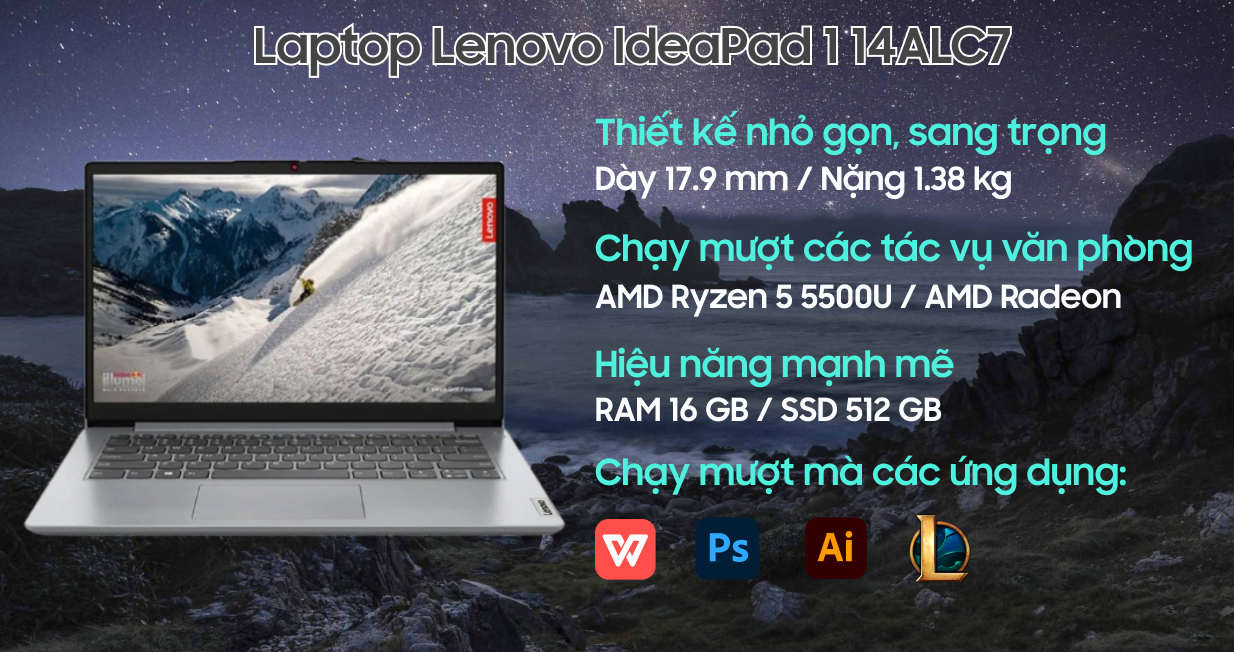 Laptop Lenovo IdeaPad 1 14ALC7
Thiết kế nhỏ gọn, sang trọng
Dày 17.9 mm / Nặng 1.38 kg
Lenovo
Chạy mượt các tác vụ văn phòng
AMD Ryzen 5 5500U / AMD Radeon
Hiệu năng mạnh mẽ
RAM 16 GB / SSD 512 GB
Chạy mượt mà các ứng dụng:
Lenovo
W
Ps
Ai
L